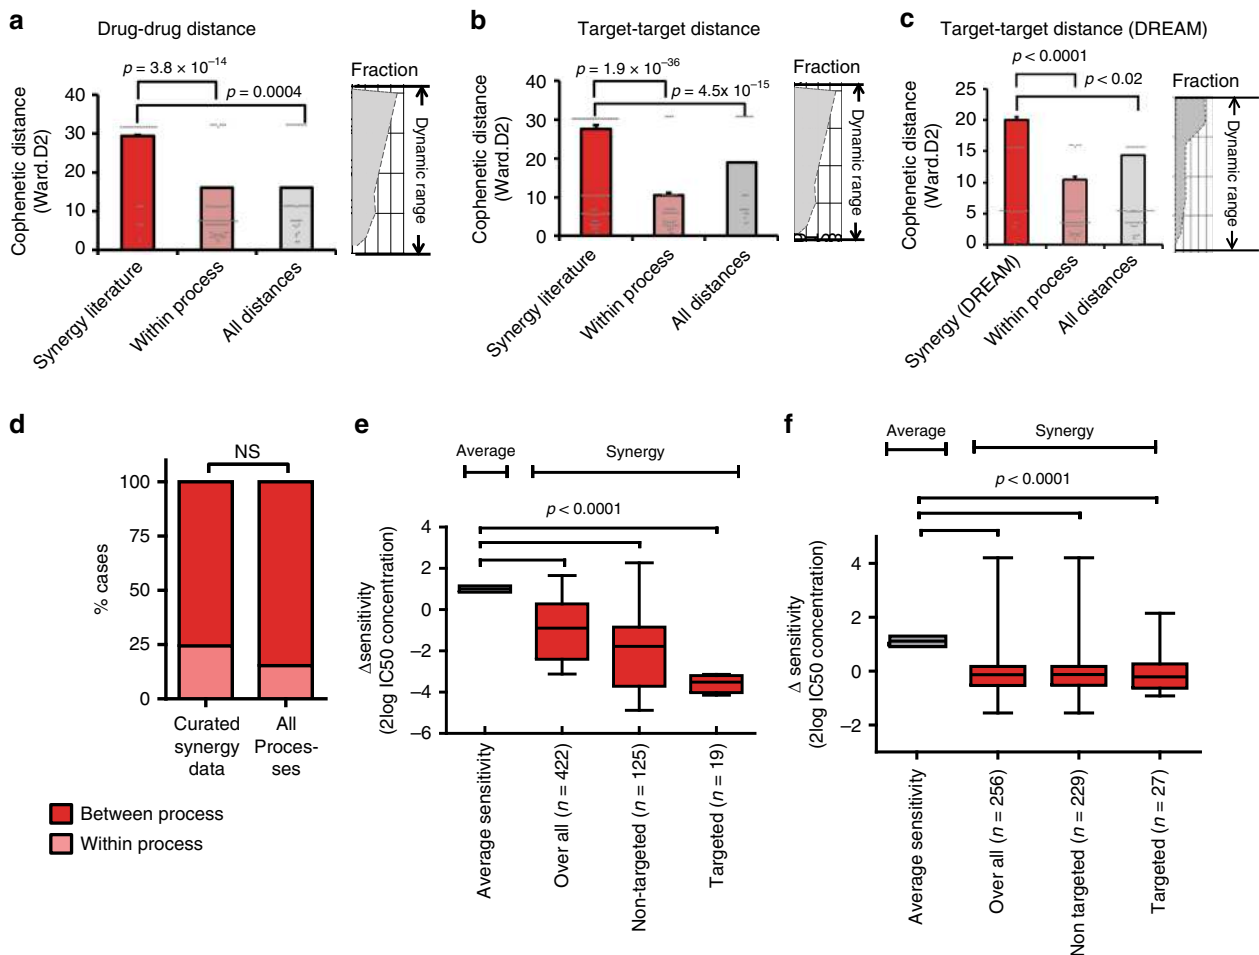 a
Drug-drug distance
p = 3.8 × 10⁻¹⁴
p = 0.0004
Fraction
Dynamic range
Cophenetic distance
(Ward.D2)
40
30
20
10
0
Synergy literature
Within process
All distances
b
Target-target distance
p = 1.9 × 10⁻³⁶
p = 4.5x 10⁻¹⁵
Fraction
Dynamic range
Cophenetic distance
(Ward.D2)
40
30
20
10
0
Synergy literature
Within process
All distances
c
Target-target distance (DREAM)
p < 0.0001
p < 0.02
Fraction
Dynamic range
Cophenetic distance
(Ward.D2)
25
20
15
10
5
0
Synergy (DREAM)
Within process
All distances
d
NS
% cases
100
75
50
25
0
Curated
synergy
data
All
Proces-
ses
Between process
Within process
e
Average
Synergy
p < 0.0001
Δsensitivity
(2log IC50 concentration)
4
2
0
−2
−4
−6
Average sensitivity
Over all (n = 422)
Non-targeted (n = 125)
Targeted (n = 19)
f
Average
Synergy
p < 0.0001
Δ sensitivity
(2log IC50 concentration)
4
2
0
−2
Average sensitivity
Over all (n = 256)
Non targeted (n = 229)
Targeted (n = 27)